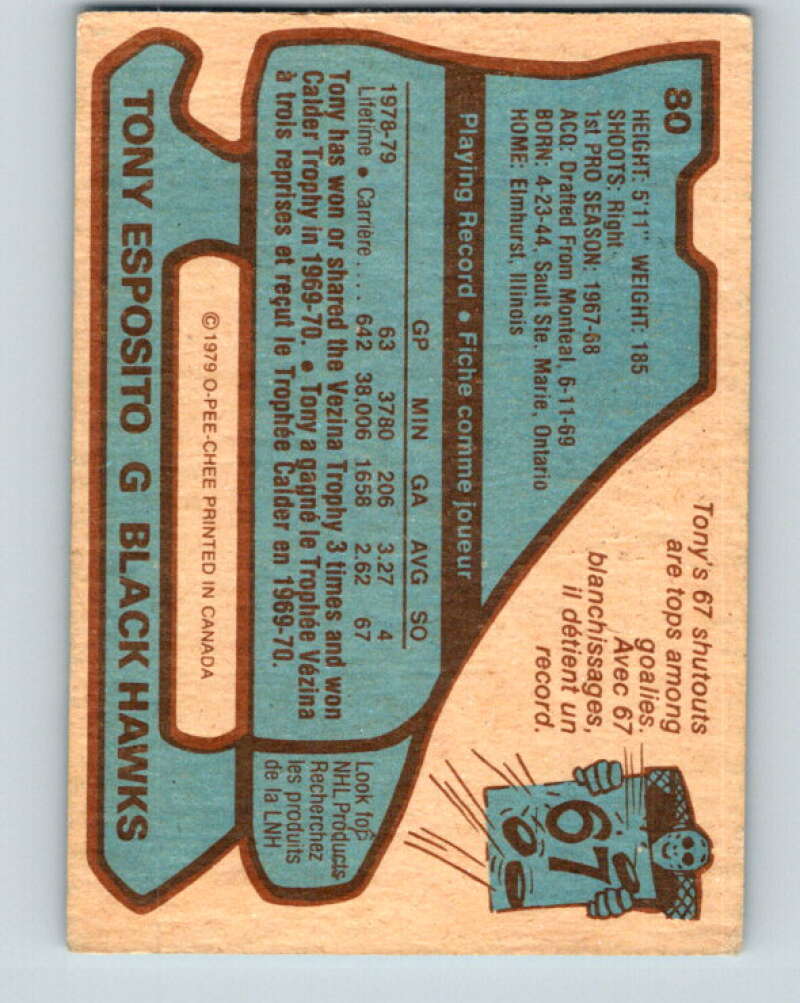 80
HEIGHT: 5'11" WEIGHT: 185
SHOOTS: Right
1st PRO SEASON: 1967-68
ACQ: Drafted From Monteal, 6-11-69
BORN: 4-23-44, Sault Ste. Marie, Ontario
HOME: Elmhurst, Illinois
Tony's 67 shutouts
are tops among
goalies.
Avec 67
blanchissages,
il détient un
record.
67
Playing Record • Fiche comme joueur
GP MIN GA AVG SO
1978-79 63 3780 206 3.27 4
Lifetime • Carrière.... 642 38,006 1658 2.62 67
Tony has won or shared the Vezina Trophy 3 times and won
Calder Trophy in 1969-70. • Tony a gagné le Trophée Vézina
à trois reprises et reçut le Trophée Calder en 1969-70.
Look for
NHL Products
Recherchez
les produits
de la LNH
©1979 O-PEE-CHEE PRINTED IN CANADA
TONY ESPOSITO G BLACK HAWKS